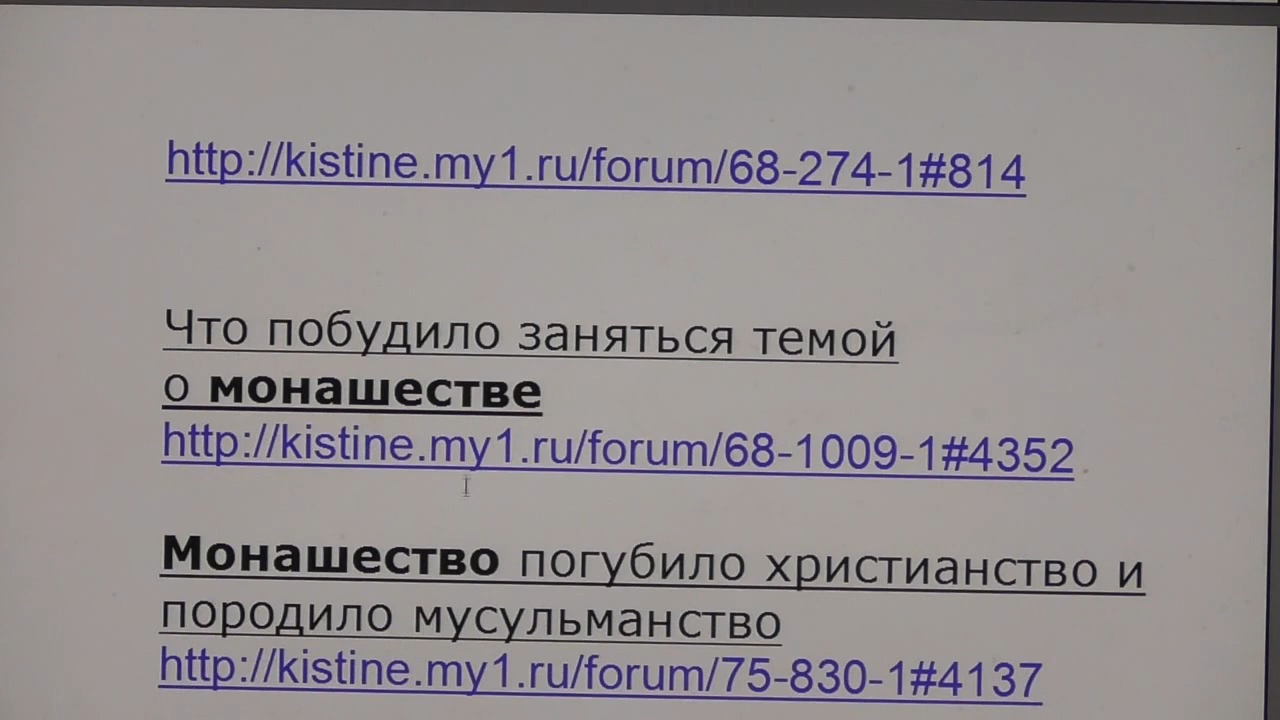 http://kistine.my1.ru/forum/68-274-1#814
Что побудило заняться темой
о монашестве
http://kistine.my1.ru/forum/68-1009-1#4352
Монашество погубило христианство и
породило мусульманство
http://kistine.my1.ru/forum/75-830-1#4137